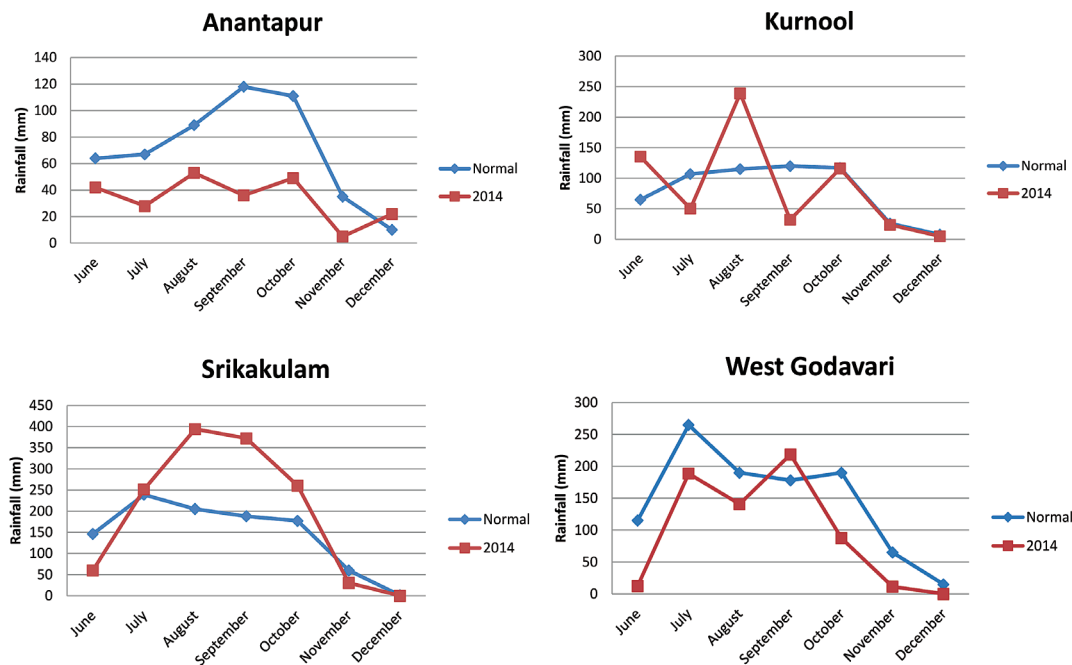 Anantapur
Rainfall (mm)
140
120
100
80
60
40
20
0
June
July
August
September
October
November
December
Normal
2014
Kurnool
Rainfall (mm)
300
250
200
150
100
50
0
June
July
August
September
October
November
December
Normal
2014
Srikakulam
Rainfall (mm)
450
400
350
300
250
200
150
100
50
0
June
July
August
September
October
November
December
Normal
2014
West Godavari
Rainfall (mm)
300
250
200
150
100
50
0
June
July
August
September
October
November
December
Normal
2014